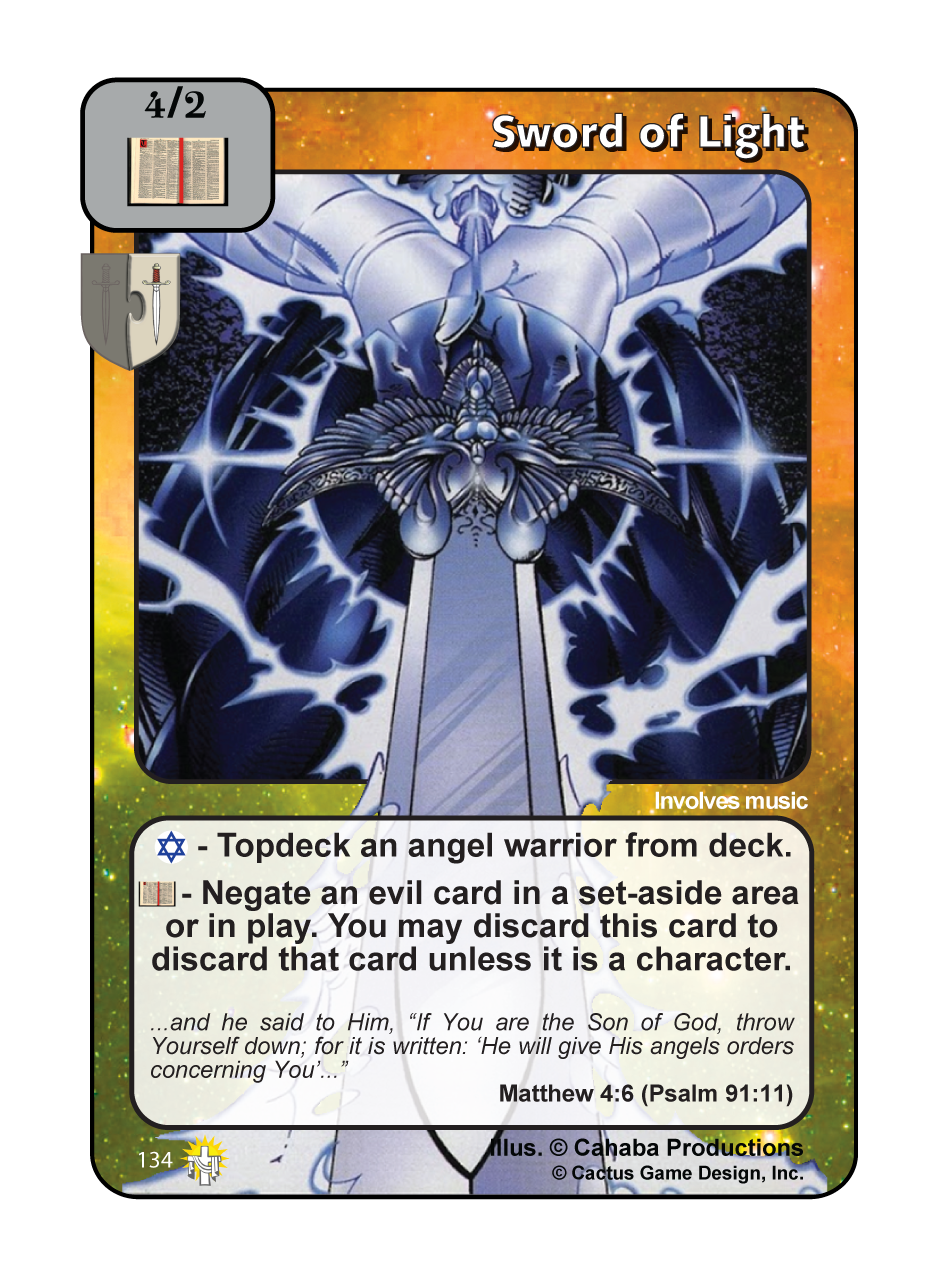 4/2
Sword of Light
Involves music
- Topdeck an angel warrior from deck.
- Negate an evil card in a set-aside area
or in play. You may discard this card to
discard that card unless it is a character.
...and he said to Him, “If You are the Son of God, throw
Yourself down; for it is written: ‘He will give His angels orders
concerning You’...”
Matthew 4:6 (Psalm 91:11)
134
Illus. © Cahaba Productions
© Cactus Game Design, Inc.